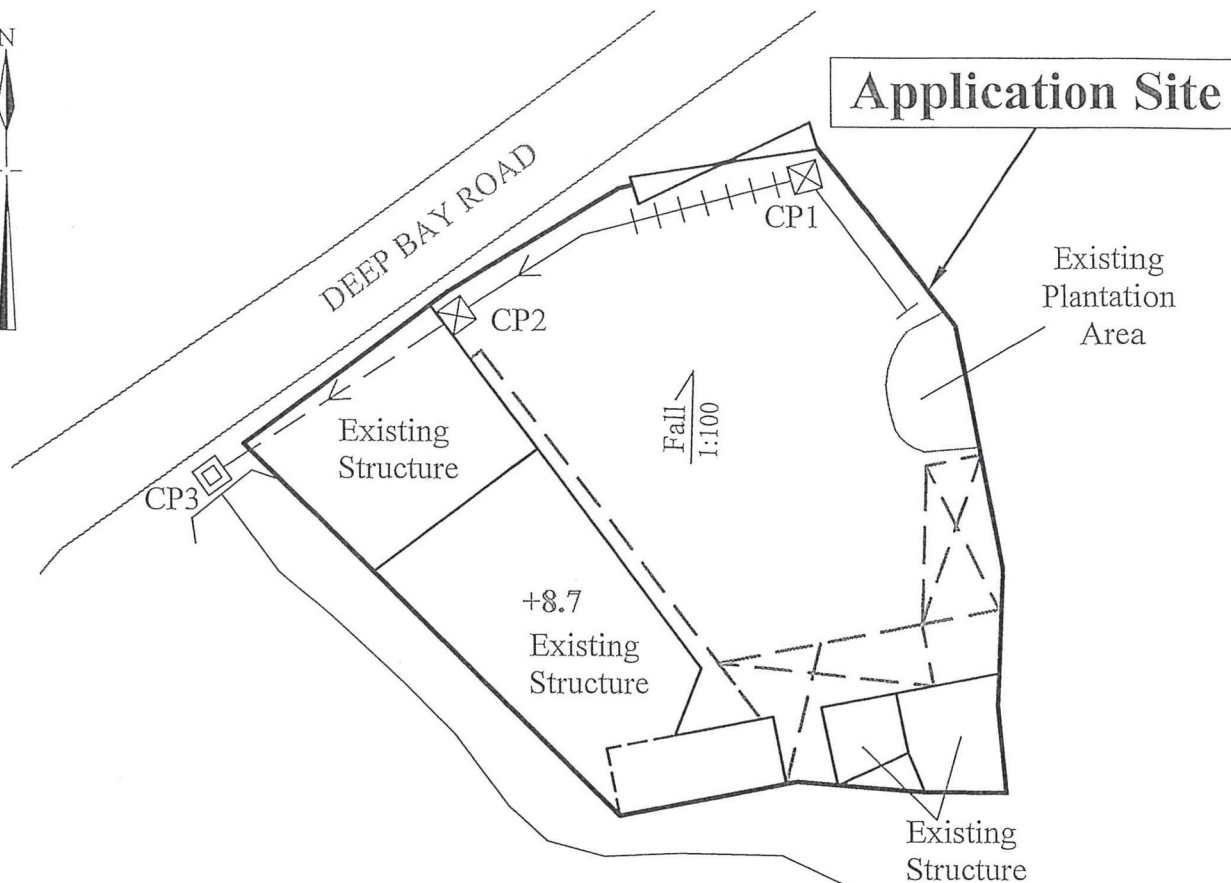 N
Application Site
DEEP BAY ROAD
CP1
Existing
Plantation
Area
CP2
Fall
1:100
Existing
Structure
CP3
+8.7
Existing
Structure
Existing
Structure